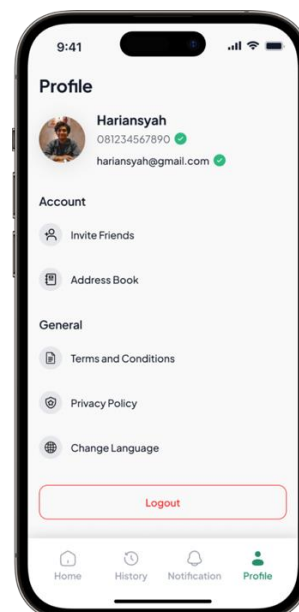 9:41
Profile
Hariansyah
081234567890
hariansyah@gmail.com
Account
Invite Friends
Address Book
General
Terms and Conditions
Privacy Policy
Change Language
Logout
Home History Notification Profile